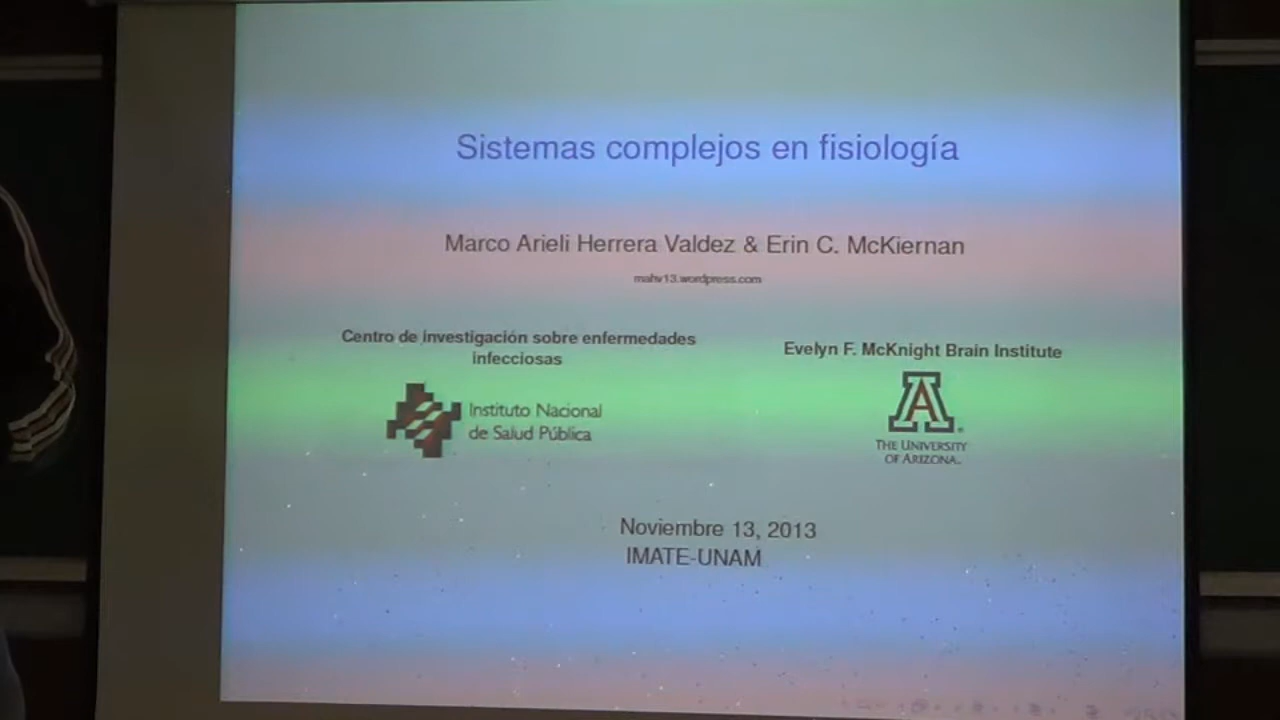 Sistemas complejos en fisiología
Marco Arieli Herrera Valdez & Erin C. McKiernan
mahv13.wordpress.com
Centro de investigación sobre enfermedades
infecciosas
Instituto Nacional
de Salud Pública
Evelyn F. McKnight Brain Institute
A
THE UNIVERSITY
OF ARIZONA.
Noviembre 13, 2013
IMATE-UNAM